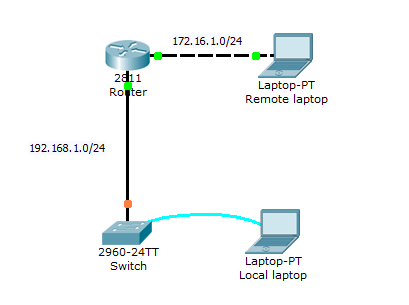 172.16.1.0/24
2811
Router
Laptop-PT
Remote laptop
192.168.1.0/24
2960-24TT
Switch
Laptop-PT
Local laptop